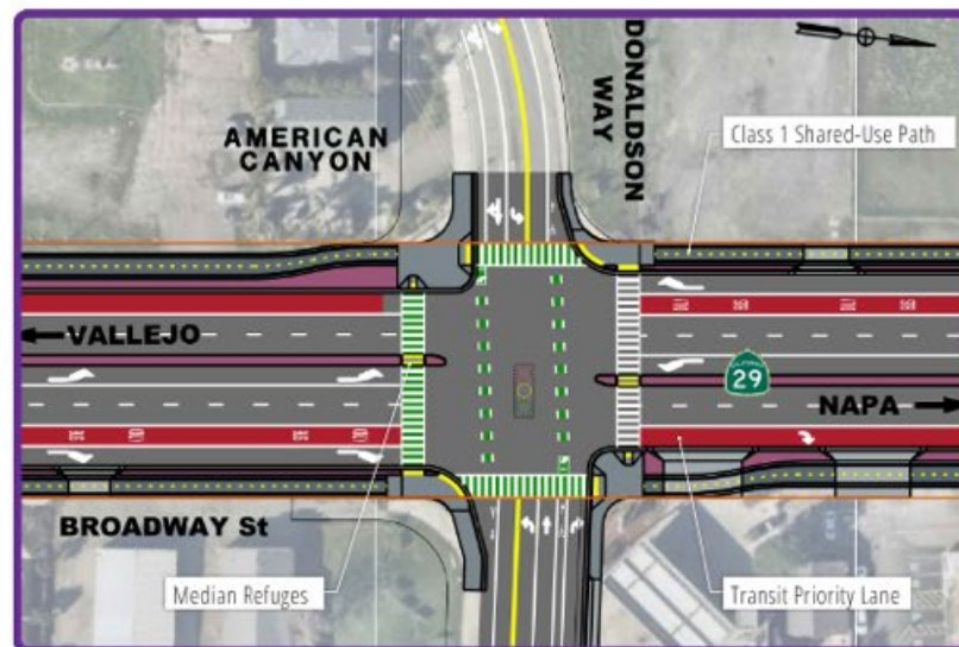 AMERICAN
CANYON
DONALDSON
WAY
Class 1 Shared-Use Path
VALLEJO
29
NAPA
BROADWAY St
Median Refuges
Transit Priority Lane